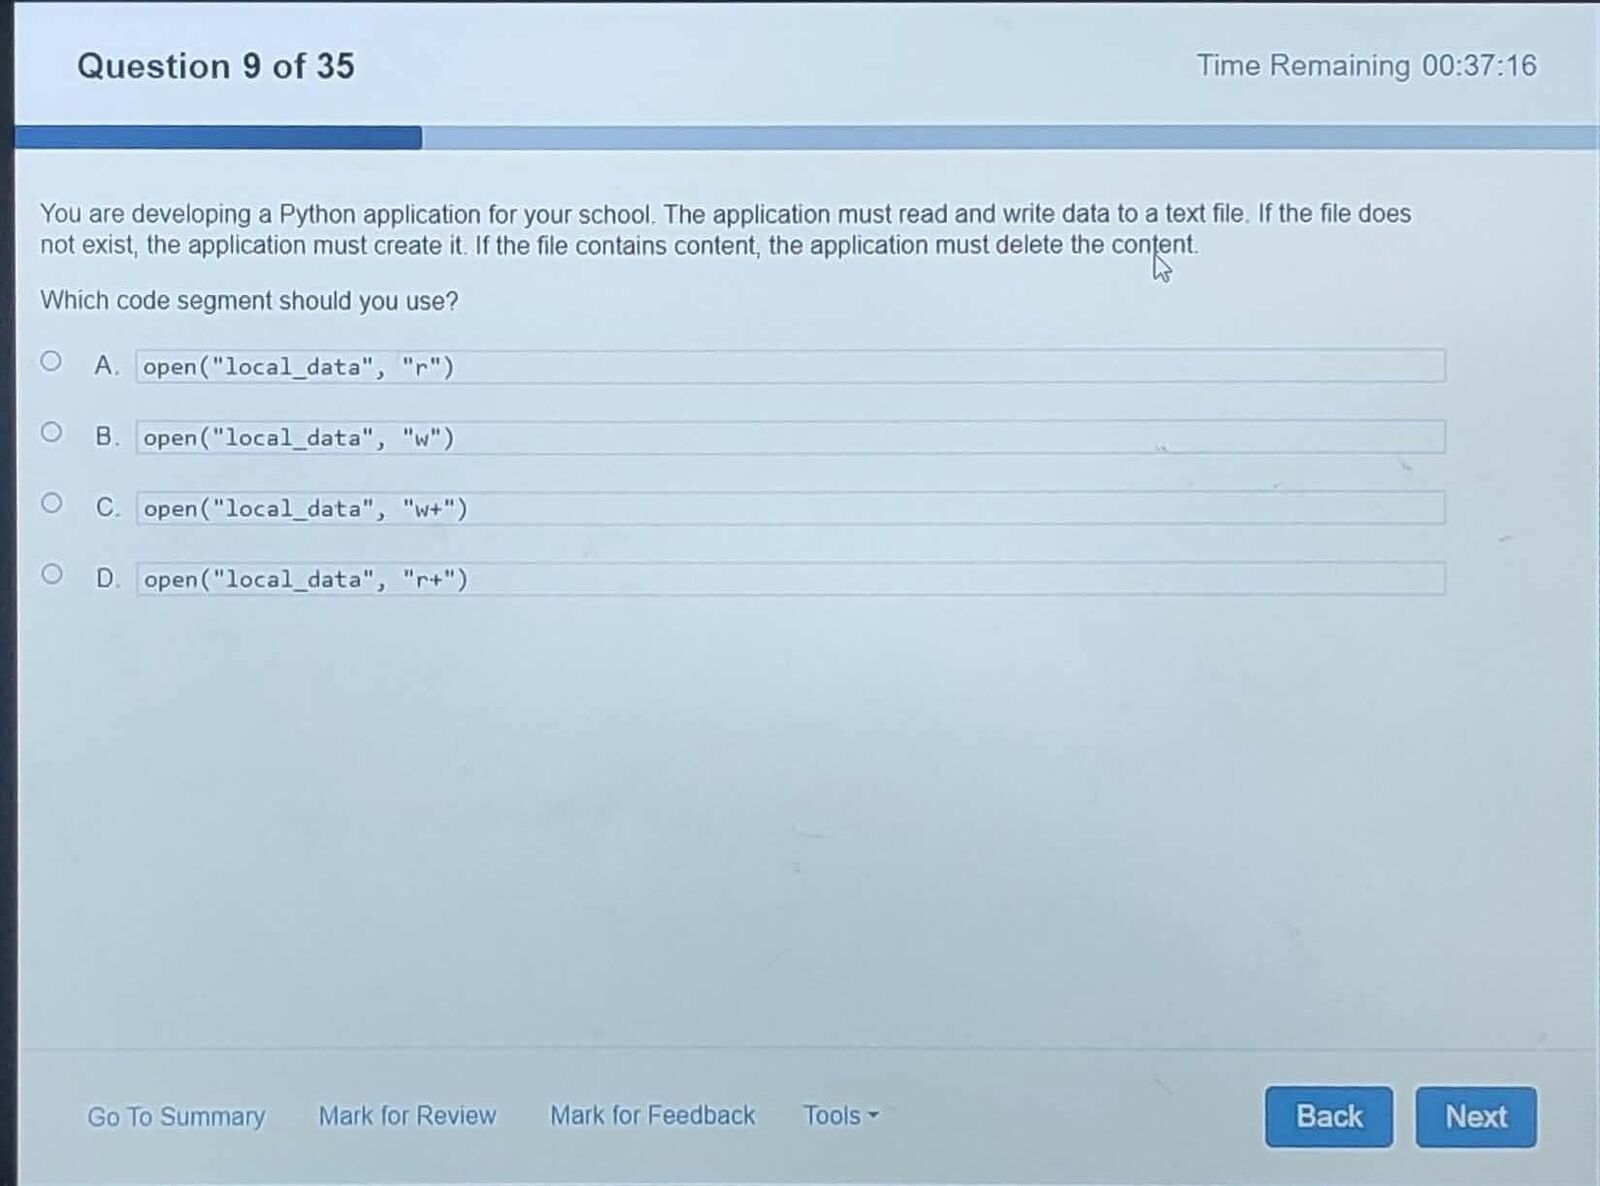 Question 9 of 35
Time Remaining 00:37:16
You are developing a Python application for your school. The application must read and write data to a text file. If the file does
not exist, the application must create it. If the file contains content, the application must delete the content.
Which code segment should you use?
A. open("local_data", "r")
B. open("local_data", "w")
C. open("local_data", "w+")
D. open("local_data", "r+")
Go To Summary Mark for Review Mark for Feedback Tools Back Next